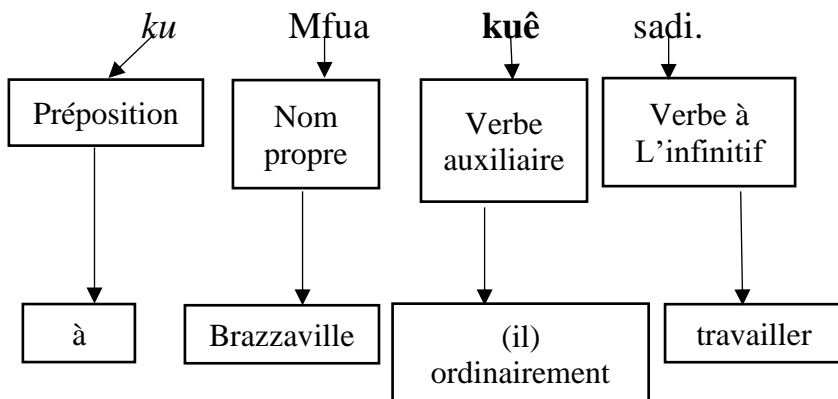 ku Mfua kuê sadi.
Préposition
Nom
propre
Verbe
auxiliaire
Verbe à
L’infinitif
à
Brazzaville
(il)
ordinairement
travailler